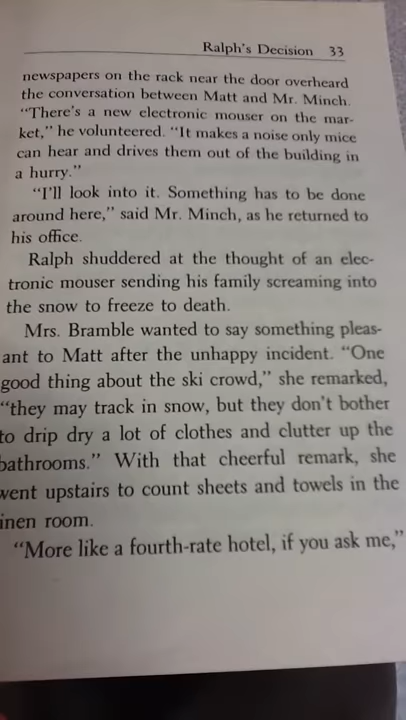 Ralph's Decision 33
newspapers on the rack near the door overheard
the conversation between Matt and Mr. Minch.
"There's a new electronic mouser on the mar-
ket," he volunteered. "It makes a noise only mice
can hear and drives them out of the building in
a hurry."
"I'll look into it. Something has to be done
around here," said Mr. Minch, as he returned to
his office.
Ralph shuddered at the thought of an elec-
tronic mouser sending his family screaming into
the snow to freeze to death.
Mrs. Bramble wanted to say something pleas-
ant to Matt after the unhappy incident. "One
good thing about the ski crowd," she remarked,
"they may track in snow, but they don't bother
to drip dry a lot of clothes and clutter up the
bathrooms." With that cheerful remark, she
went upstairs to count sheets and towels in the
inen room.
"More like a fourth-rate hotel, if you ask me,"